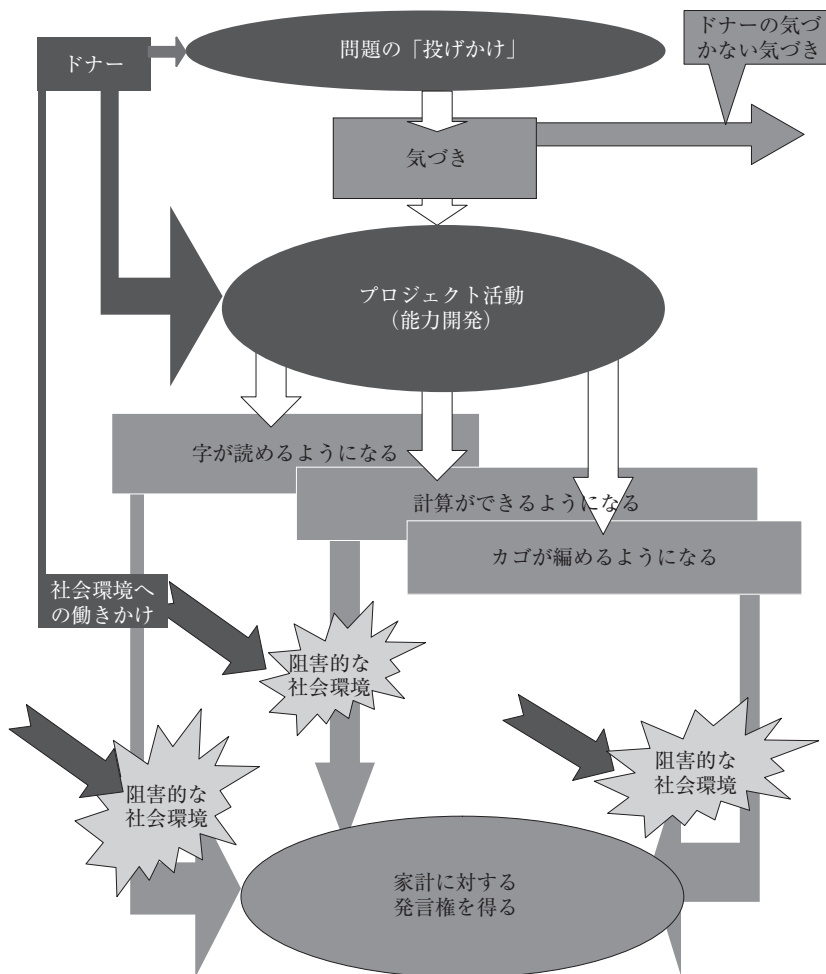 ドナー
問題の「投げかけ」
ドナーの気づ
かない気づき
気づき
プロジェクト活動
（能力開発）
字が読めるようになる
計算ができるようになる
カゴが編めるようになる
社会環境へ
の働きかけ
阻害的な
社会環境
阻害的な
社会環境
阻害的な
社会環境
家計に対する
発言権を得る